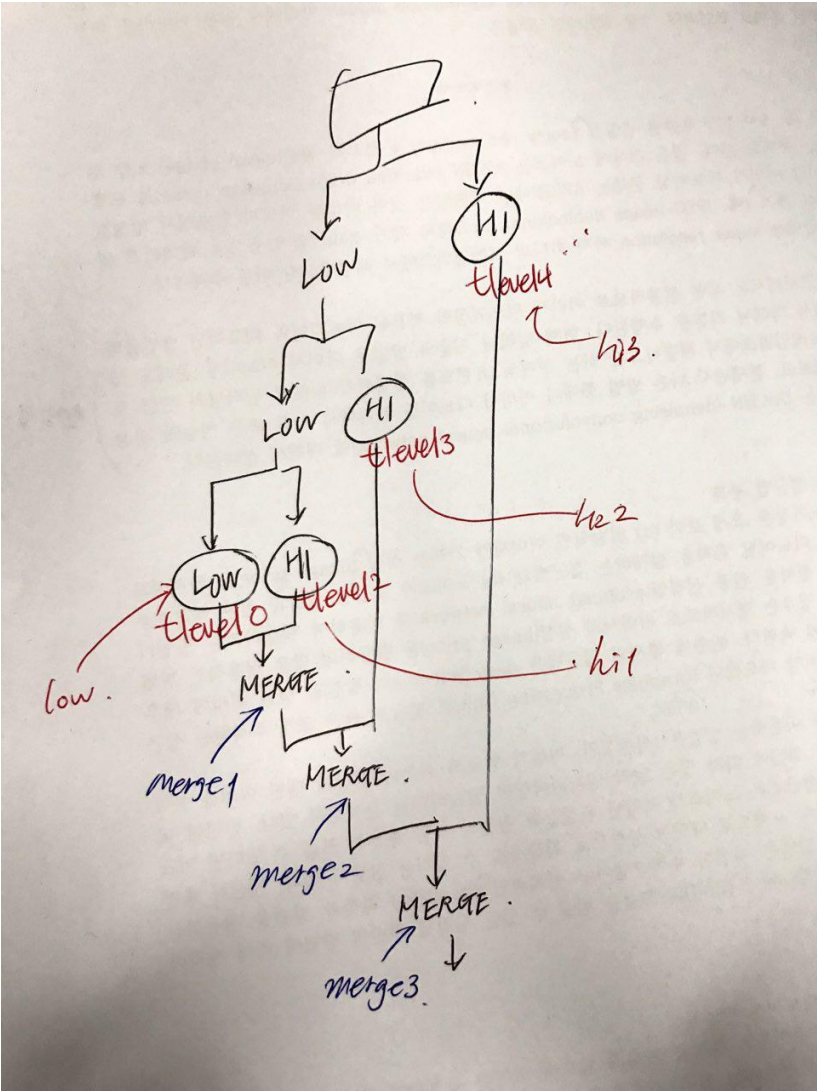 HI
LOW
tlevel4 ...
hi3.
LOW
HI
tlevel3
hi2
LOW
HI
tlevel0
tlevel2
low.
hi1
MERGE
merge1
MERGE.
merge2
MERGE.
merge3.